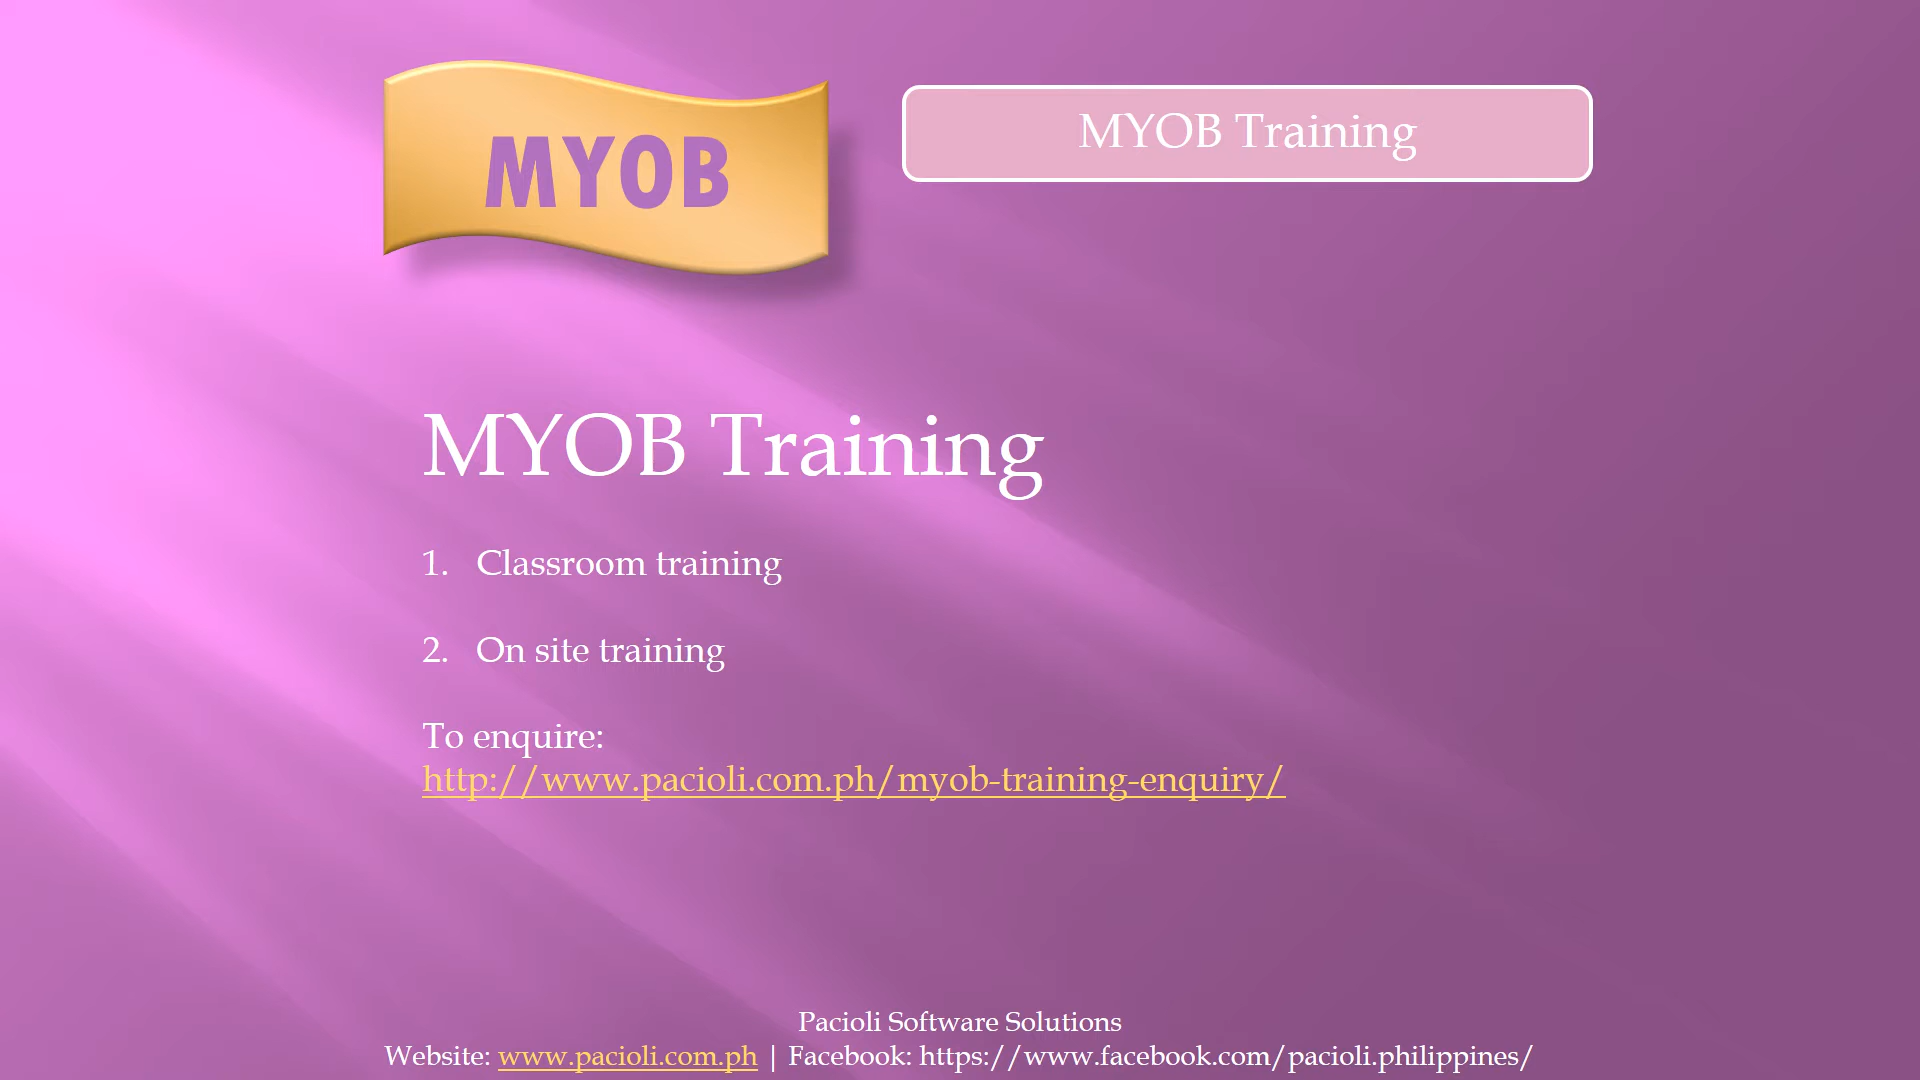 MYOB
MYOB Training
MYOB Training
1. Classroom training
2. On site training
To enquire:
http://www.pacioli.com.ph/myob-training-enquiry/
Pacioli Software Solutions
Website: www.pacioli.com.ph | Facebook: https://www.facebook.com/pacioli.philippines/